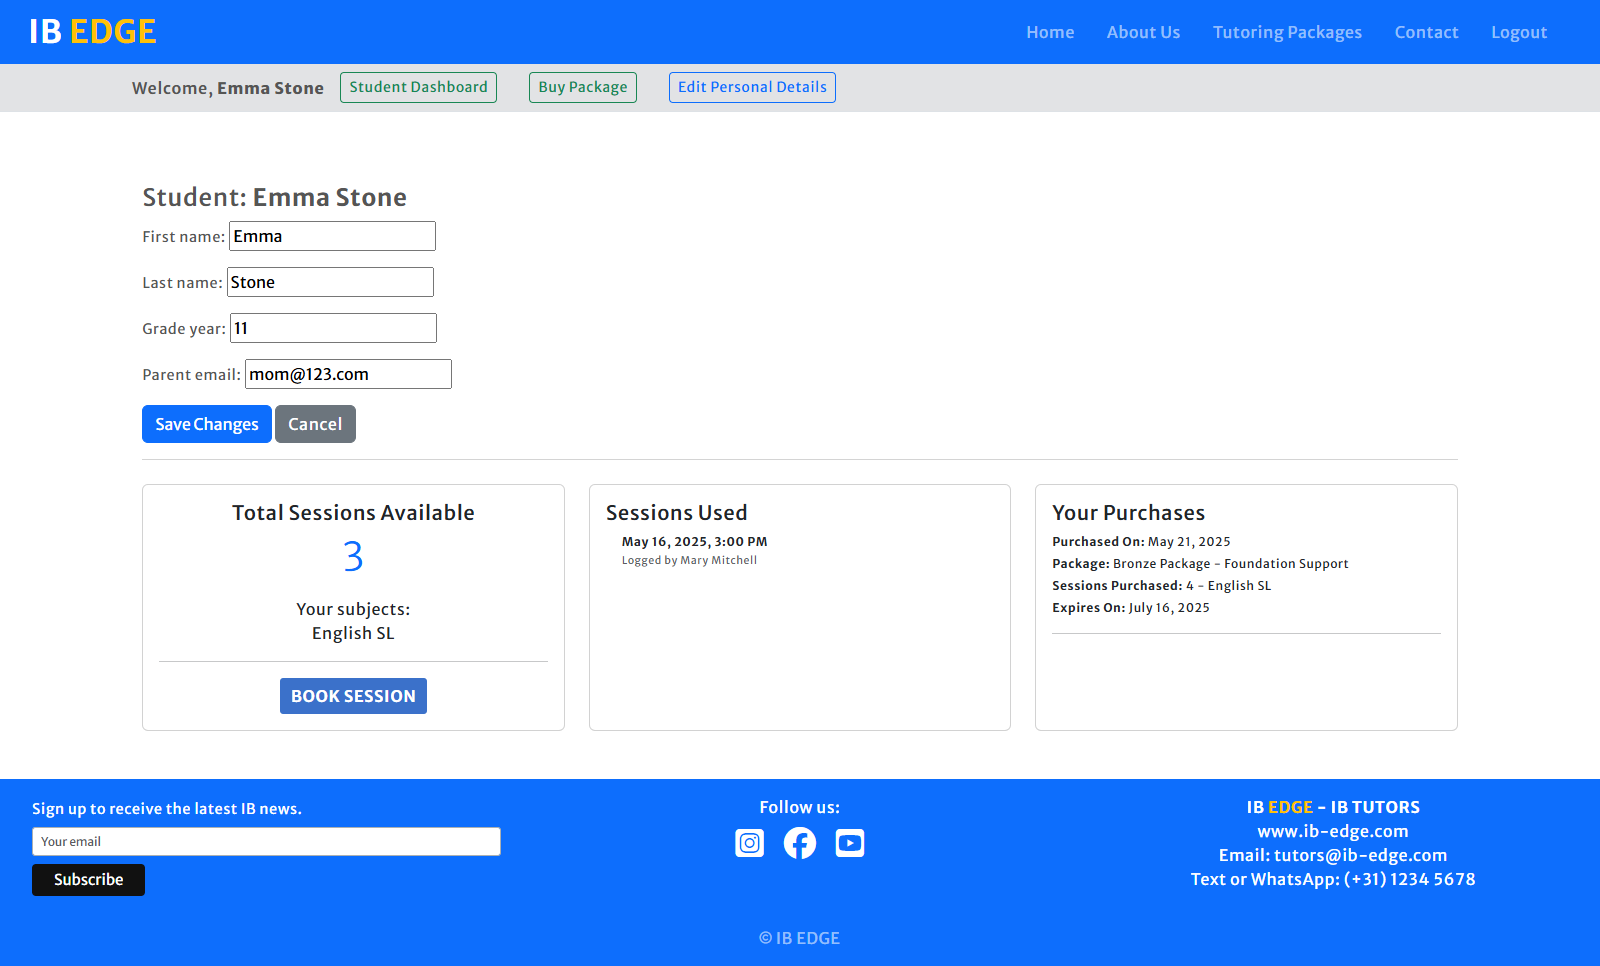 IB EDGE
Home About Us Tutoring Packages Contact Logout
Welcome, Emma Stone Student Dashboard Buy Package Edit Personal Details
Student: Emma Stone
First name: Emma
Last name: Stone
Grade year: 11
Parent email: mom@123.com
Save Changes Cancel
Total Sessions Available
3
Your subjects:
English SL
BOOK SESSION
Sessions Used
May 16, 2025, 3:00 PM
Logged by Mary Mitchell
Your Purchases
Purchased On: May 21, 2025
Package: Bronze Package - Foundation Support
Sessions Purchased: 4 - English SL
Expires On: July 16, 2025
Sign up to receive the latest IB news.
Your email
Subscribe
Follow us:
IB EDGE - IB TUTORS
www.ib-edge.com
Email: tutors@ib-edge.com
Text or WhatsApp: (+31) 1234 5678
© IB EDGE